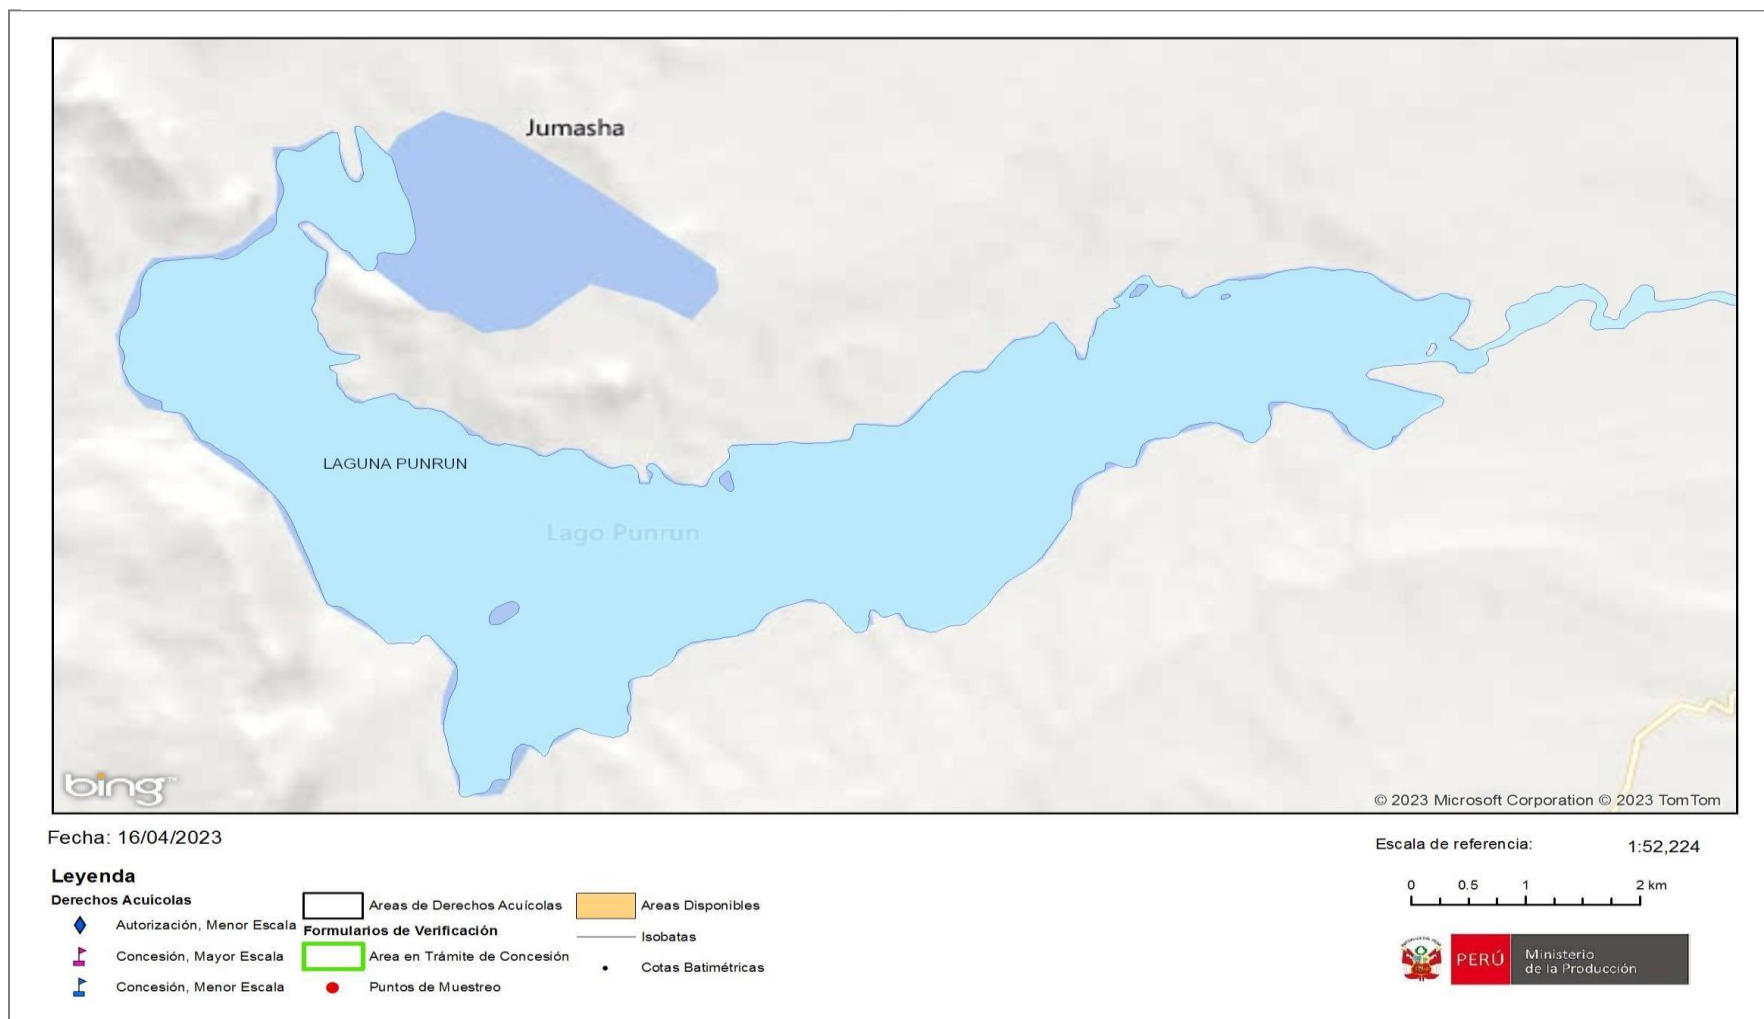 Jumasha
LAGUNA PUNRUN
Lago Punrun
bing
© 2023 Microsoft Corporation © 2023 TomTom
Fecha: 16/04/2023
Escala de referencia: 1:52,224
0 0.5 1 2 km
Leyenda
Derechos Acuícolas
Autorización, Menor Escala
Concesión, Mayor Escala
Concesión, Menor Escala
Areas de Derechos Acuícolas
Formularios de Verificación
Area en Trámite de Concesión
Puntos de Muestreo
Areas Disponibles
Isobatas
Cotas Batimétricas
PERÚ
Ministerio
de la Producción